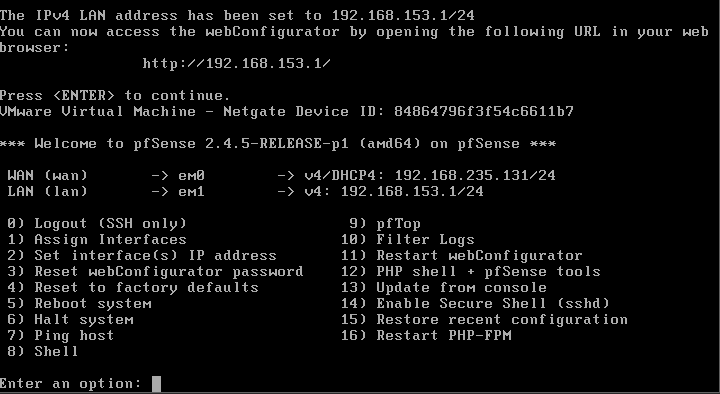 The IPv4 LAN address has been set to 192.168.153.1/24
You can now access the webConfigurator by opening the following URL in your web
browser:
http://192.168.153.1/
Press <ENTER> to continue.
VMware Virtual Machine - Netgate Device ID: 84864796f3f54c6611b7
*** Welcome to pfSense 2.4.5-RELEASE-p1 (amd64) on pfSense ***
WAN (wan) -> em0 -> v4/DHCP4: 192.168.235.131/24
LAN (lan) -> em1 -> v4: 192.168.153.1/24
0) Logout (SSH only) 9) pfTop
1) Assign Interfaces 10) Filter Logs
2) Set interface(s) IP address 11) Restart webConfigurator
3) Reset webConfigurator password 12) PHP shell + pfSense tools
4) Reset to factory defaults 13) Update from console
5) Reboot system 14) Enable Secure Shell (sshd)
6) Halt system 15) Restore recent configuration
7) Ping host 16) Restart PHP-FPM
8) Shell
Enter an option: